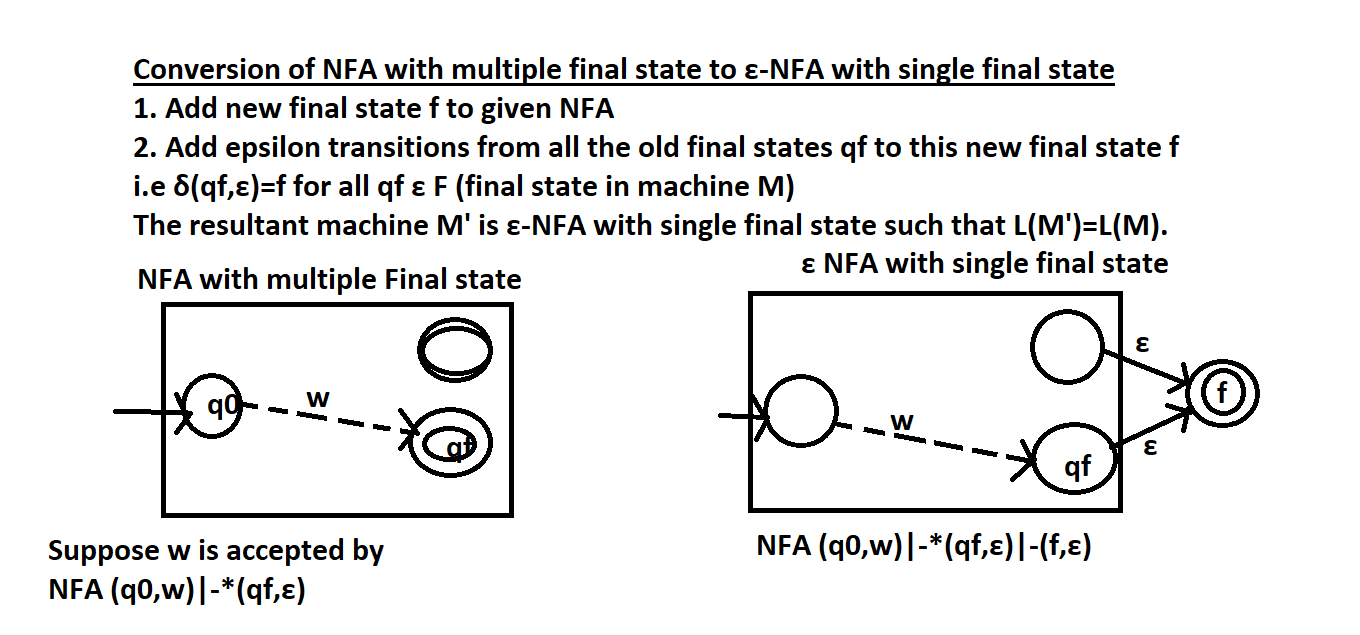 Conversion of NFA with multiple final state to ε-NFA with single final state
1. Add new final state f to given NFA
2. Add epsilon transitions from all the old final states qf to this new final state f
i.e δ(qf,ε)=f for all qf ε F (final state in machine M)
The resultant machine M' is ε-NFA with single final state such that L(M')=L(M).
NFA with multiple Final state
q0
w
qf
Suppose w is accepted by
NFA (q0,w)|-*(qf,ε)
ε NFA with single final state
w
qf
ε
ε
f
NFA (q0,w)|-*(qf,ε)|-(f,ε)